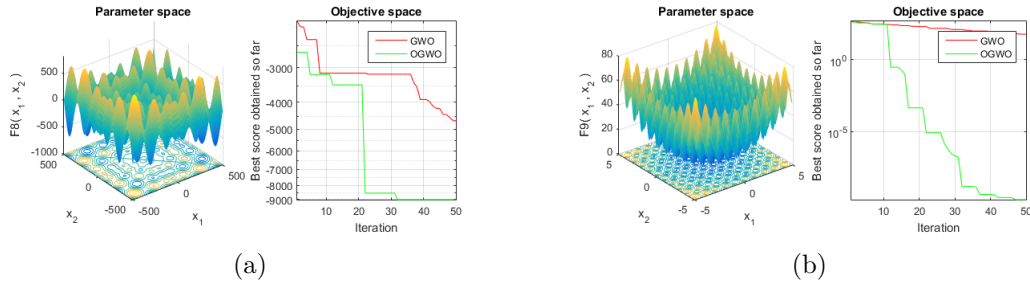 Parameter space
Objective space
F8( x1 , x2 )
500
0
-500
-1000
500
0
-500
x2
-500
0
500
x1
Best score obtained so far
-3000
-4000
-5000
-6000
-7000
-8000
-9000
10 20 30 40 50
Iteration
GWO
OGWO
(a)
Parameter space
Objective space
F9( x1 , x2 )
80
60
40
20
0
5
0
-5
x2
-5
0
5
x1
Best score obtained so far
10^0
10^-5
10 20 30 40 50
Iteration
GWO
OGWO
(b)